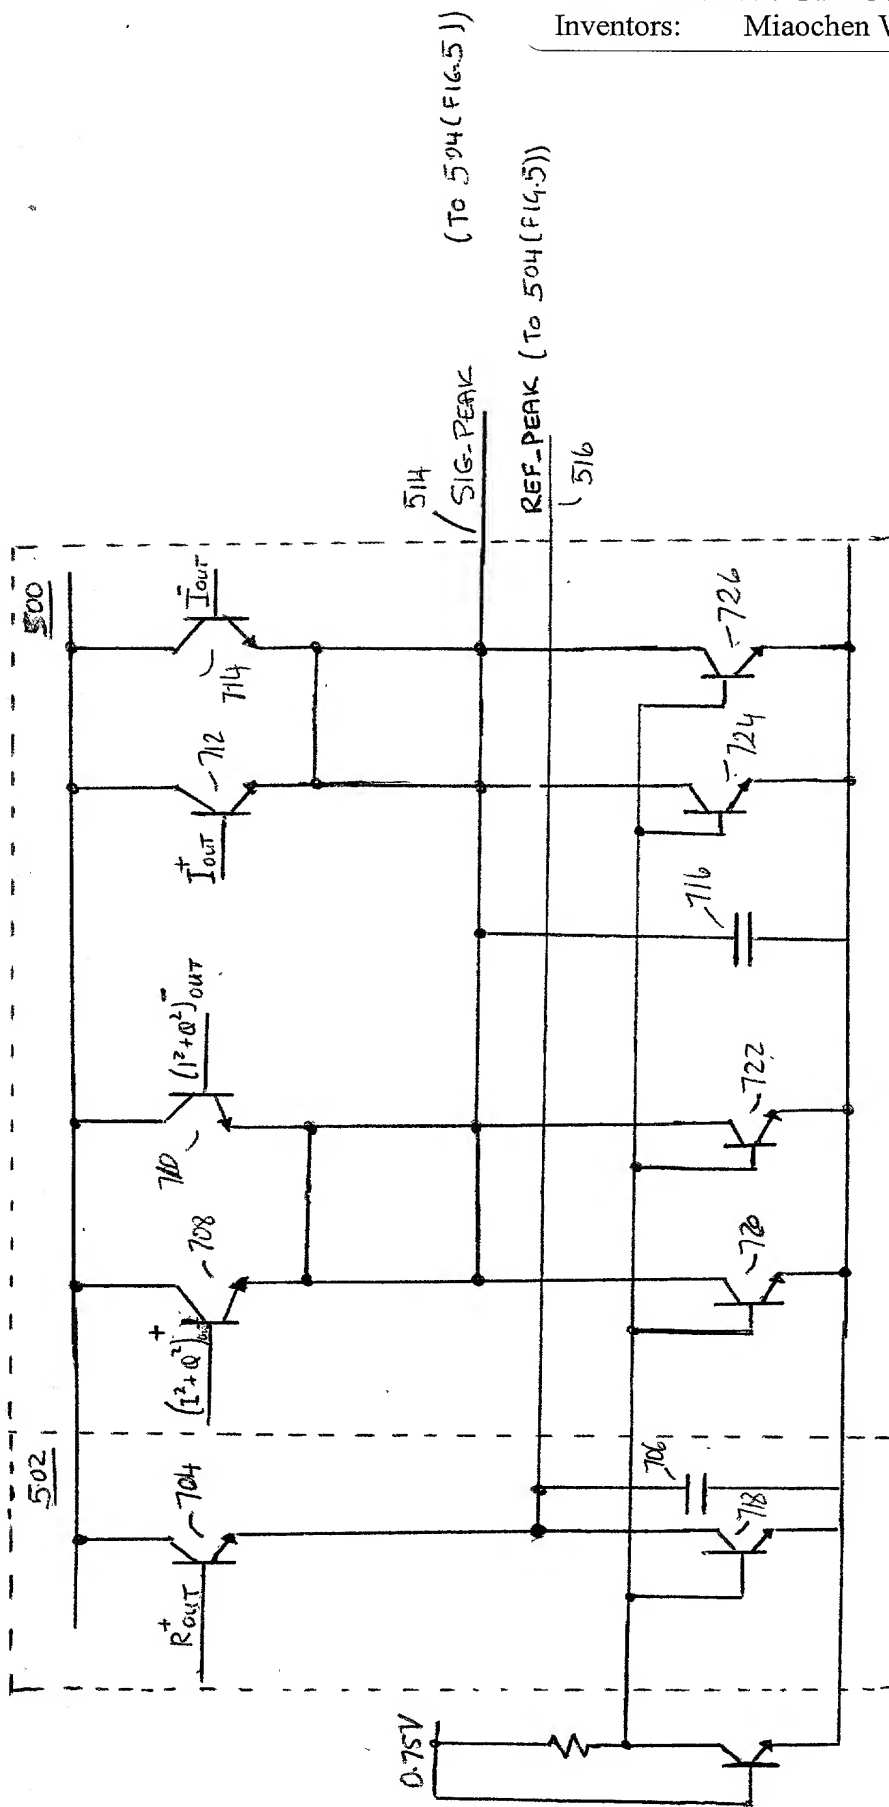 Inventors: Miaochen
(To 504(FIG.5))
514
SIG-PEAK
REF_PEAK (To 504(FIG.5))
516
500
502
I⁻OUT
714
712
I⁺OUT
(I²+Q²)⁻OUT
710
708
(I²+Q²)⁺OUT
704
R⁺OUT
726
724
716
722
720
706
718
0.75V